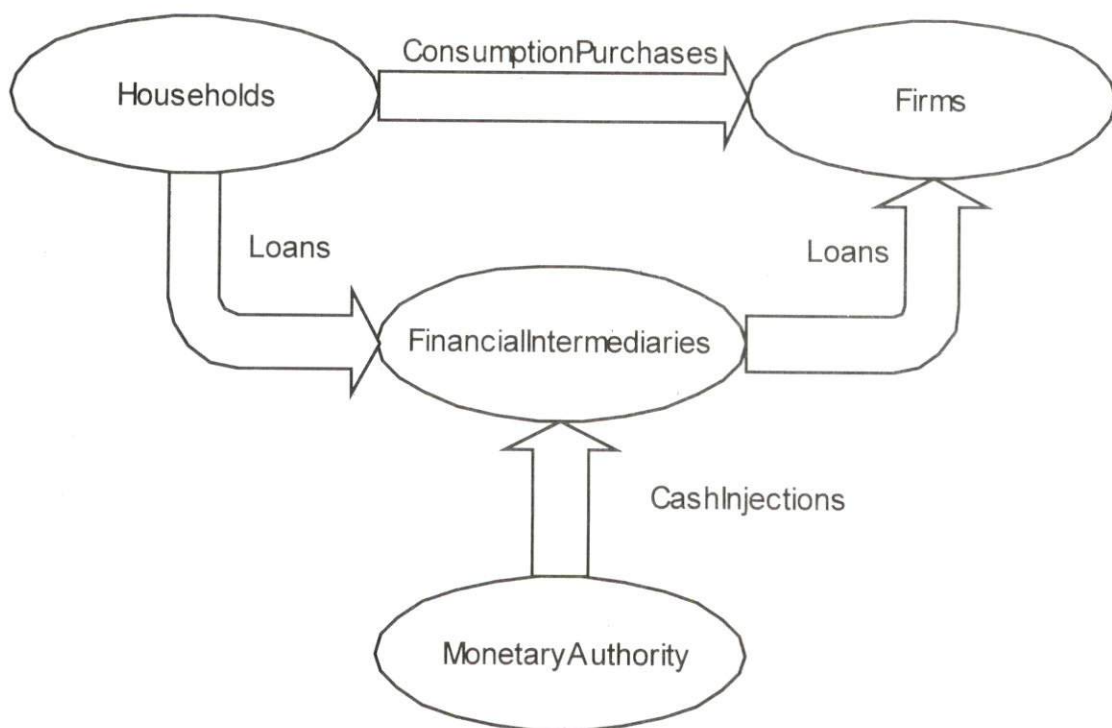 ConsumptionPurchases
Households
Firms
Loans
Loans
FinancialIntermediaries
CashInjections
MonetaryAuthority